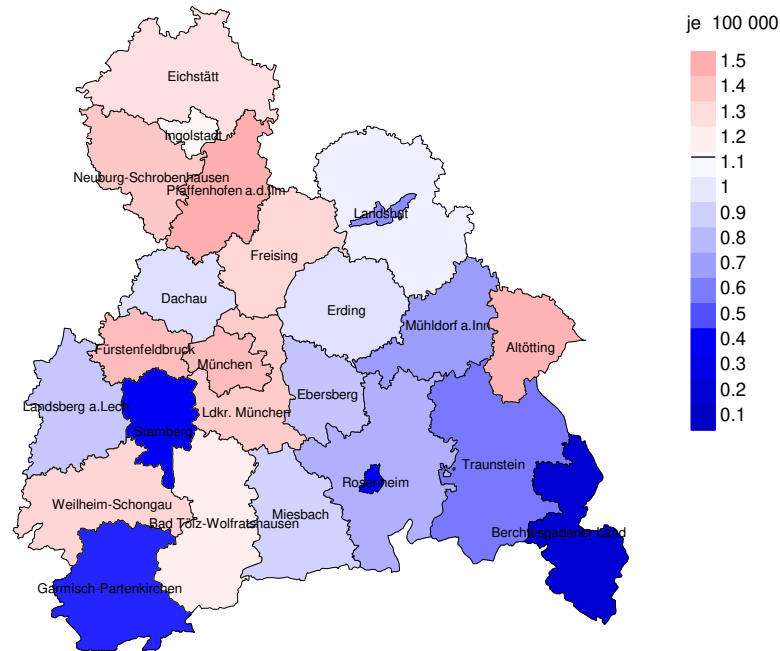 je 100 000
1.5
1.4
1.3
1.2
1.1
1
0.9
0.8
0.7
0.6
0.5
0.4
0.3
0.2
0.1
Eichstätt
Ingolstadt
Neuburg-Schrobenhausen
Pfaffenhofen a.d.Ilm
Landshut
Freising
Dachau
Erding
Mühldorf a.Inn
Altötting
Fürstenfeldbruck
München
Ebersberg
Landsberg a.Lech
Ldkr. München
Starnberg
Traunstein
Rosenheim
Weilheim-Schongau
Miesbach
Bad Tölz-Wolfratshausen
Berchtesgadener Land
Garmisch-Partenkirchen